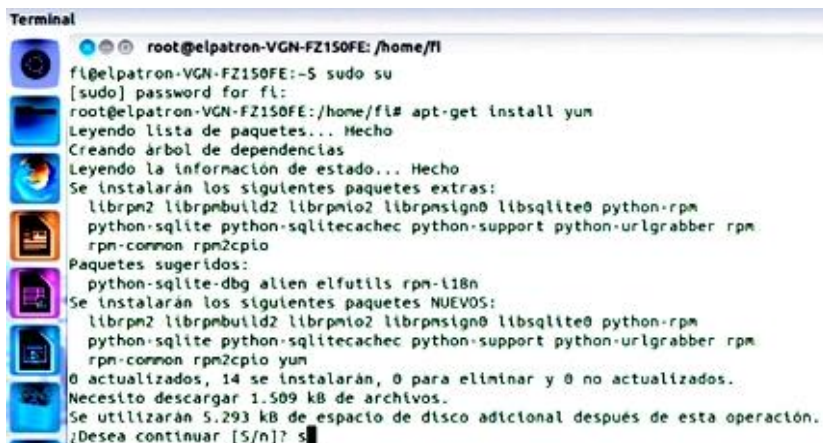 Terminal
root@elpatron-VGN-FZ150FE: /home/fi
fi@elpatron-VGN-FZ150FE:~$ sudo su
[sudo] password for fi:
root@elpatron-VGN-FZ150FE:/home/fi# apt-get install yum
Leyendo lista de paquetes... Hecho
Creando árbol de dependencias
Leyendo la información de estado... Hecho
Se instalarán los siguientes paquetes extras:
librpm2 librpmbuild2 librpmio2 librpmsign0 libsqlite0 python-rpm
python-sqlite python-sqlitecachec python-support python-urlgrabber rpm
rpm-common rpm2cpio
Paquetes sugeridos:
python-sqlite-dbg alien elfutils rpm-i18n
Se instalarán los siguientes paquetes NUEVOS:
librpm2 librpmbuild2 librpmio2 librpmsign0 libsqlite0 python-rpm
python-sqlite python-sqlitecachec python-support python-urlgrabber rpm
rpm-common rpm2cpio yum
0 actualizados, 14 se instalarán, 0 para eliminar y 0 no actualizados.
Necesito descargar 1.509 kB de archivos.
Se utilizarán 5.293 kB de espacio de disco adicional después de esta operación.
¿Desea continuar [S/n]? s